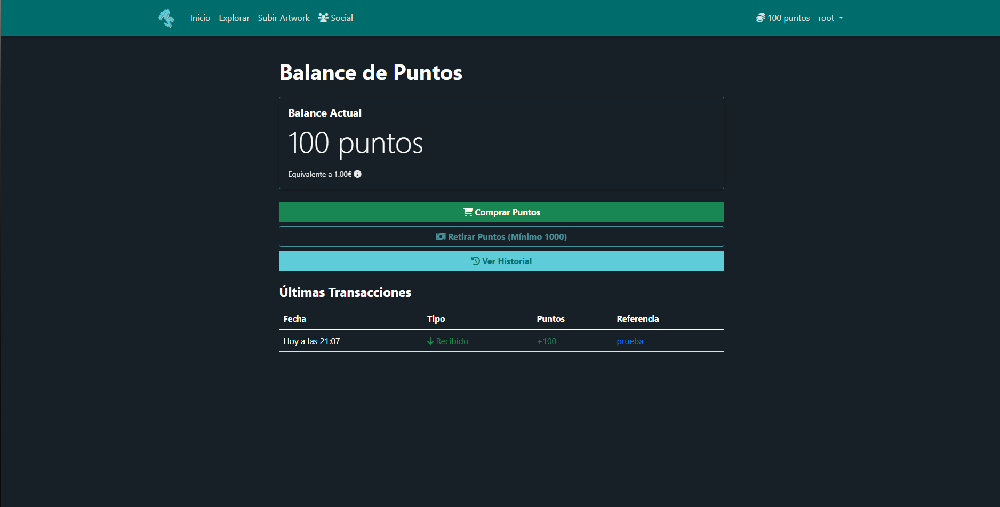 Inicio Explorar Subir Artwork Social 100 puntos root
Balance de Puntos
Balance Actual
100 puntos
Equivalente a 1.00€
Comprar Puntos
Retirar Puntos (Mínimo 1000)
Ver Historial
Últimas Transacciones
Fecha Tipo Puntos Referencia
Hoy a las 21:07 Recibido +100 prueba